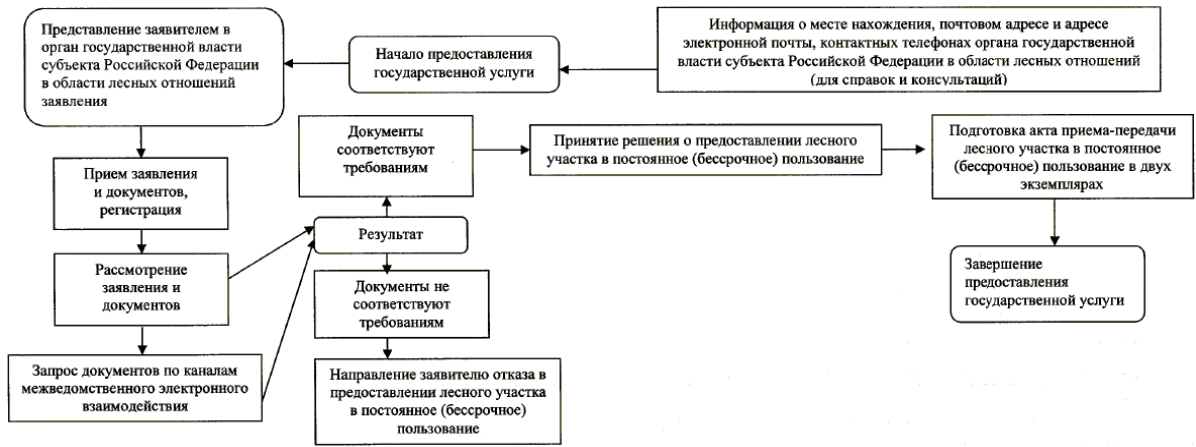 Информация о месте нахождения, почтовом адресе и адресе
электронной почты, контактных телефонах органа государственной
власти субъекта Российской Федерации в области лесных отношений
(для справок и консультаций)
Начало предоставления
государственной услуги
Представление заявителем в
орган государственной власти
субъекта Российской Федерации
в области лесных отношений
заявления
Прием заявления
и документов,
регистрация
Рассмотрение
заявления и
документов
Запрос документов по каналам
межведомственного электронного
взаимодействия
Результат
Документы
соответствуют
требованиям
Принятие решения о предоставлении лесного
участка в постоянное (бессрочное) пользование
Подготовка акта приема-передачи
лесного участка в постоянное
(бессрочное) пользование в двух
экземплярах
Завершение
предоставления
государственной услуги
Документы не
соответствуют
требованиям
Направление заявителю отказа в
предоставлении лесного участка
в постоянное (бессрочное)
пользование